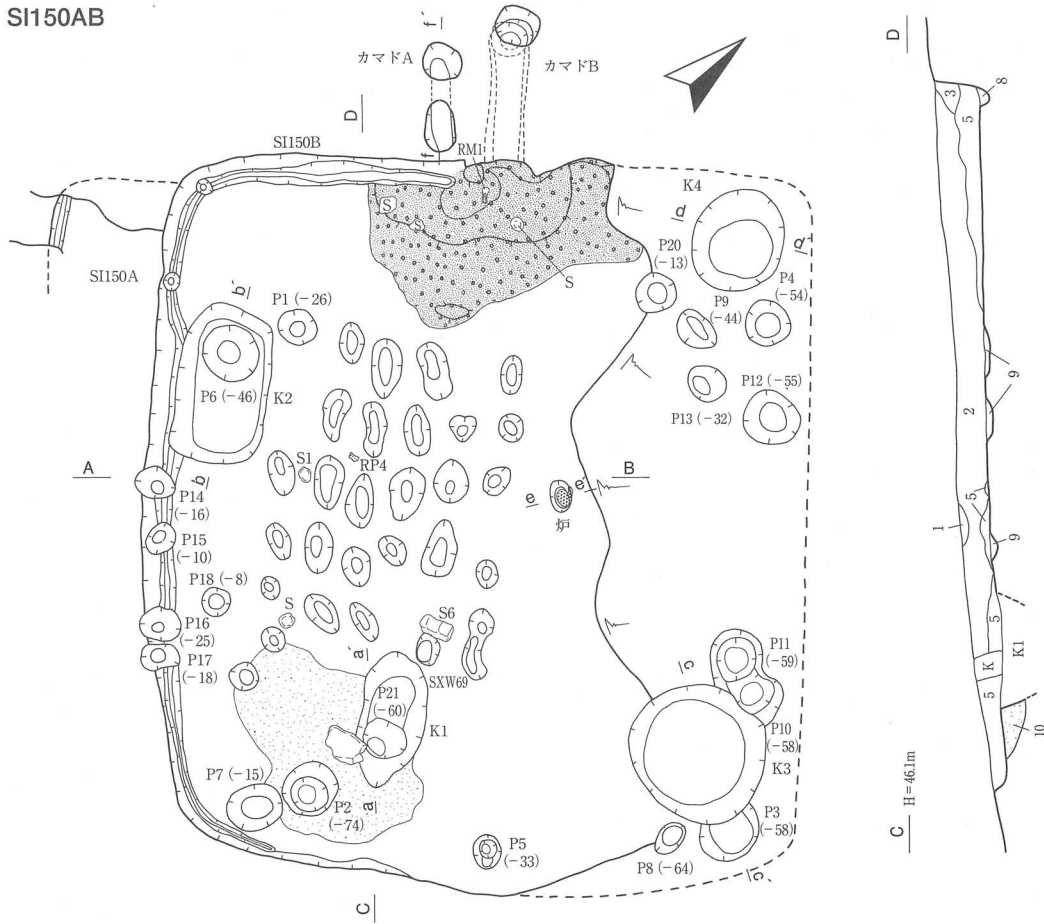 SI150AB
f´
カマドA
カマドB
D
SI150B
f
RM1
S
S
S
K4
d
d´
P20
(-13)
P4
(-54)
P9
(-44)
SI150A
b´
P1 (-26)
P6 (-46)
K2
P12 (-55)
P13 (-32)
A
b
S1
RP4
B
e
e´
炉
P14
(-16)
P15
(-10)
P18 (-8)
S
S6
P16
(-25)
P17
(-18)
a´
SXW69
P21
(-60)
K1
c
P11
(-59)
P10
(-58)
K3
P7 (-15)
P2
(-74)
a
P3
(-58)
P5
(-33)
P8 (-64)
c´
C
D
3
5
8
9
2
1
5
9
5
K
K1
5
10
C
H=46.1m